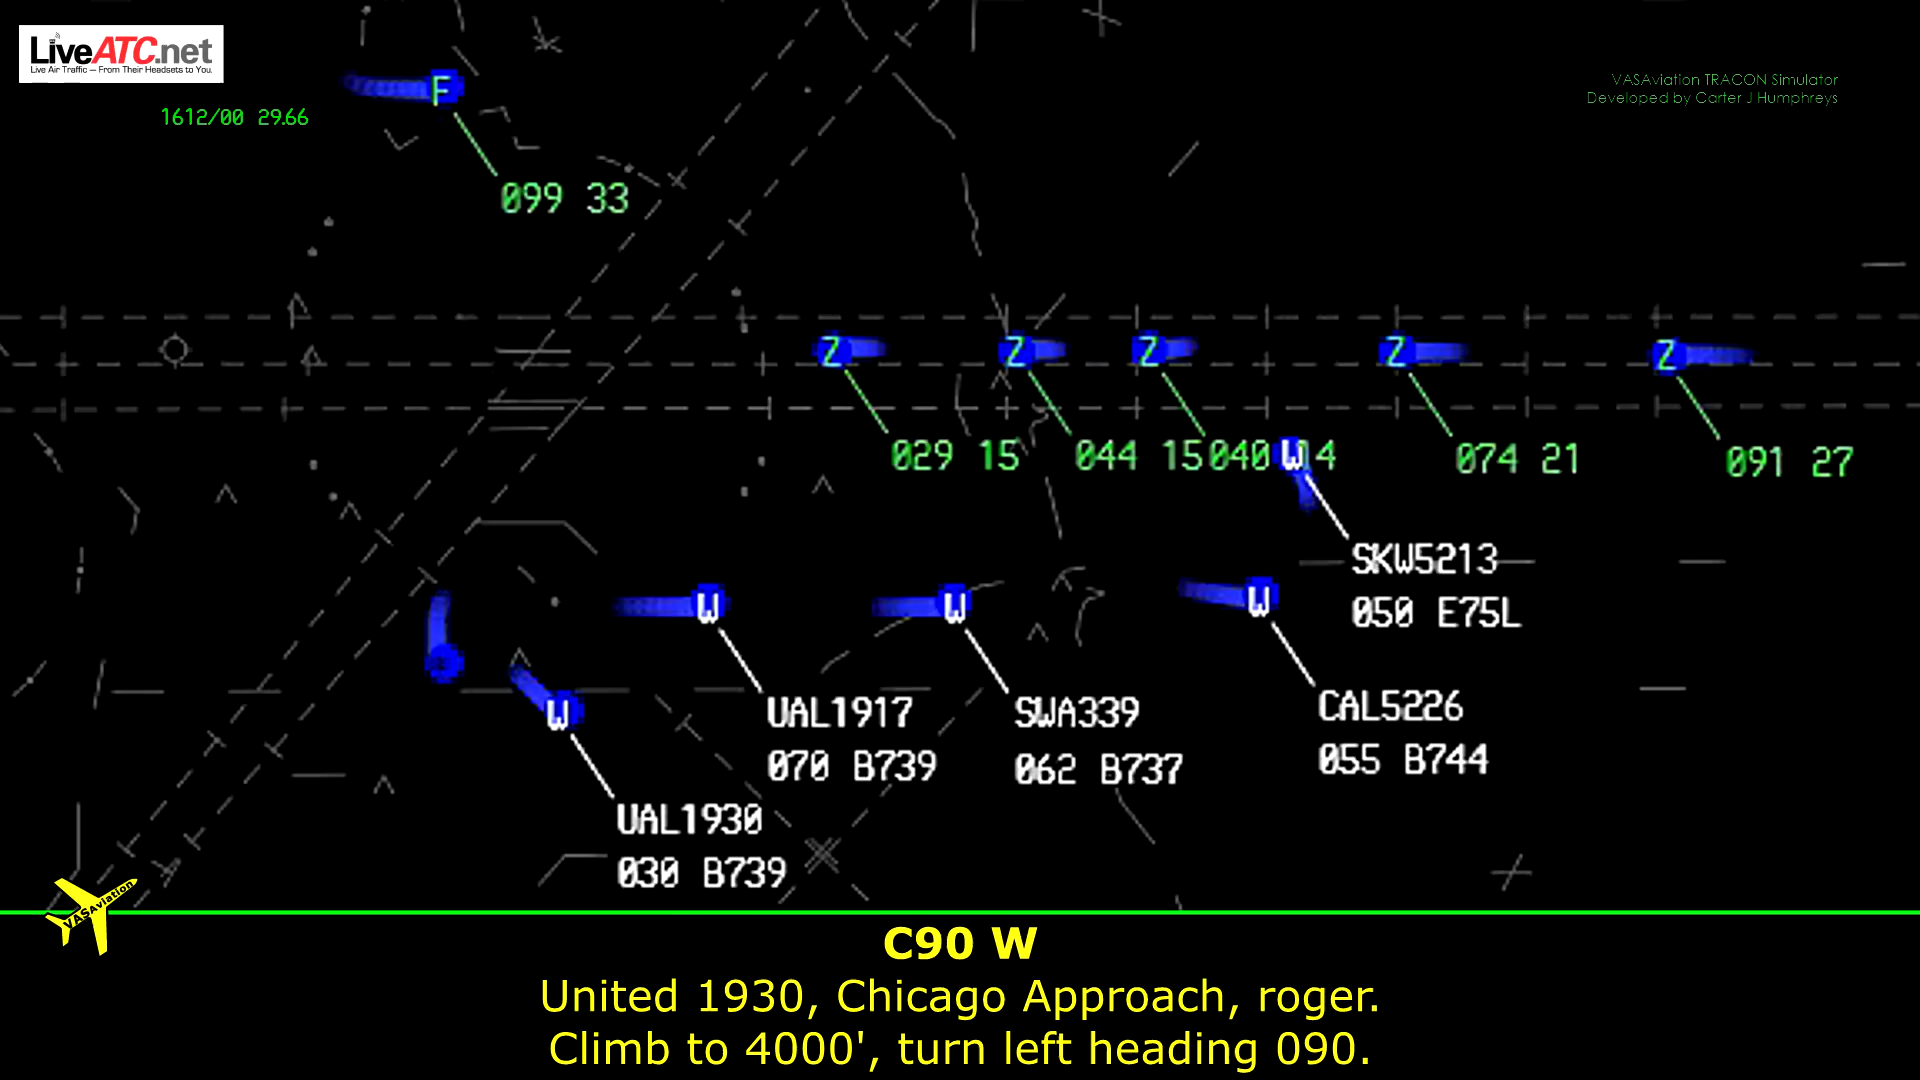 LiveATC.net
Live Air Traffic — From Their Headsets to You.
VASAviation TRACON Simulator
Developed by Carter J Humphreys
1612/00 29.66
F
099 33
Z
Z
Z
Z
Z
029 15
044 15
040 14
074 21
091 27
W
SKW5213
050 E75L
W
UAL1917
070 B739
W
SWA339
062 B737
W
CAL5226
055 B744
W
UAL1930
030 B739
VASAviation
C90 W
United 1930, Chicago Approach, roger.
Climb to 4000', turn left heading 090.